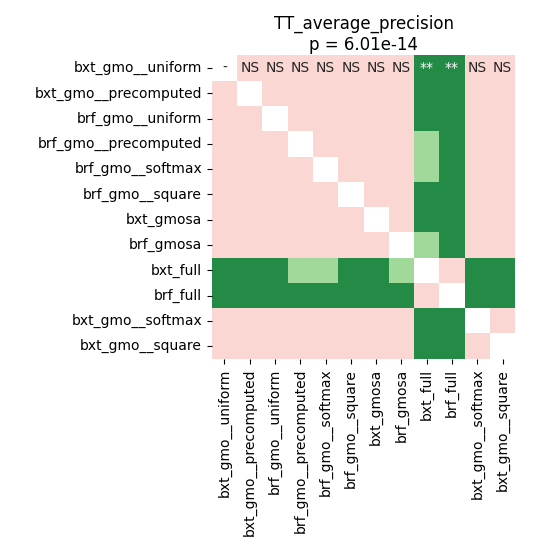 TT_average_precision
p = 6.01e-14
bxt_gmo__uniform
- NS NS NS NS NS NS NS ** ** NS NS
bxt_gmo__precomputed
brf_gmo__uniform
brf_gmo__precomputed
brf_gmo__softmax
brf_gmo__square
bxt_gmosa
brf_gmosa
bxt_full
brf_full
bxt_gmo__softmax
bxt_gmo__square
bxt_gmo__uniform
bxt_gmo__precomputed
brf_gmo__uniform
brf_gmo__precomputed
brf_gmo__softmax
brf_gmo__square
bxt_gmosa
brf_gmosa
bxt_full
brf_full
bxt_gmo__softmax
bxt_gmo__square